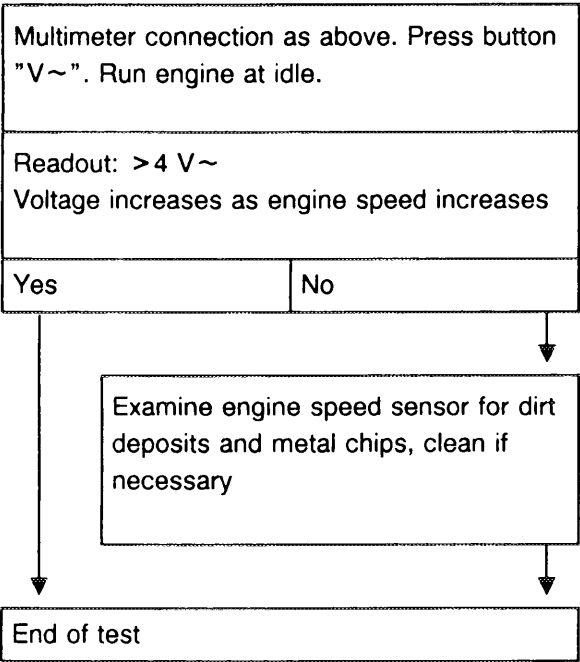 Multimeter connection as above. Press button
”V~”. Run engine at idle.
Readout: >4 V~
Voltage increases as engine speed increases
Yes
No
Examine engine speed sensor for dirt
deposits and metal chips, clean if
necessary
End of test